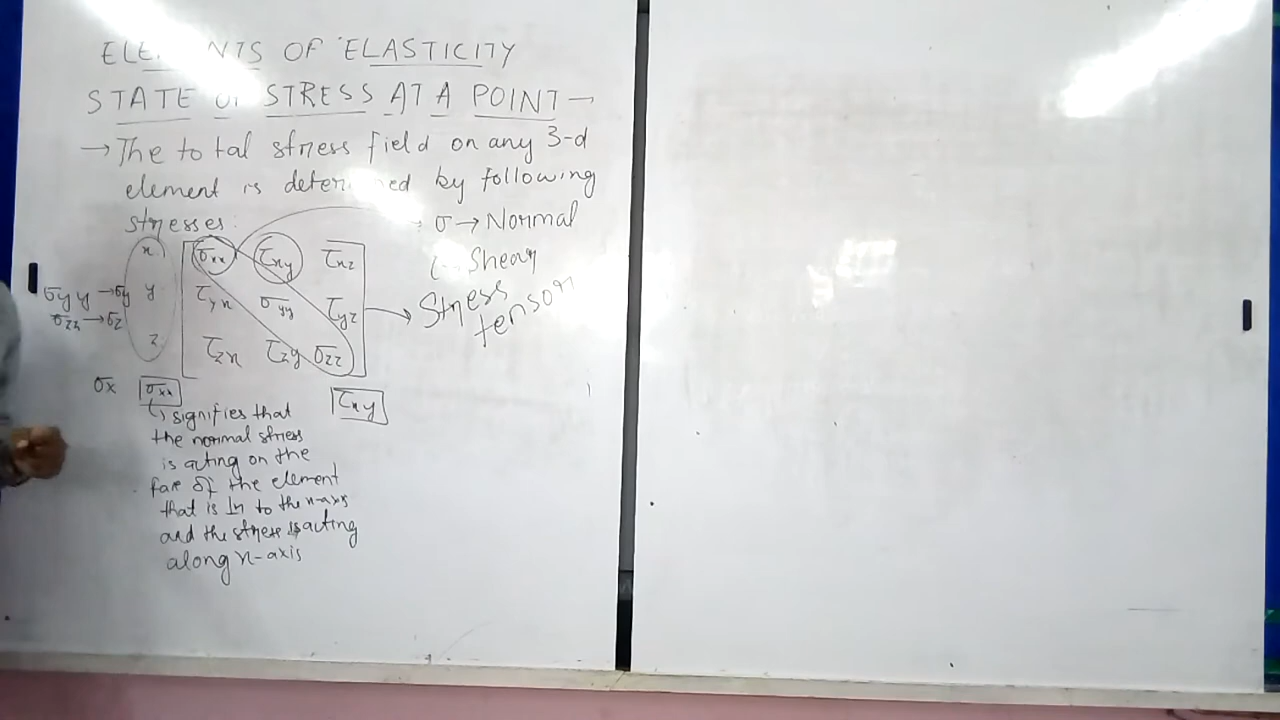 ELE NTS OF ELASTICITY
STATE OF STRESS AT A POINT —
→ The total stress field on any 3-d
element is determined by following
stresses:
σ → Normal
Shear
x σxx τxy τxz
y τyx σyy τyz
z τzx τzy σzz
→ Stress
tensor
σyy → σy
σzz → σz
σx σxx
τxy
↳ signifies that
the normal stress
is acting on the
face of the element
that is ⊥r to the x-axis
and the stress is acting
along x-axis